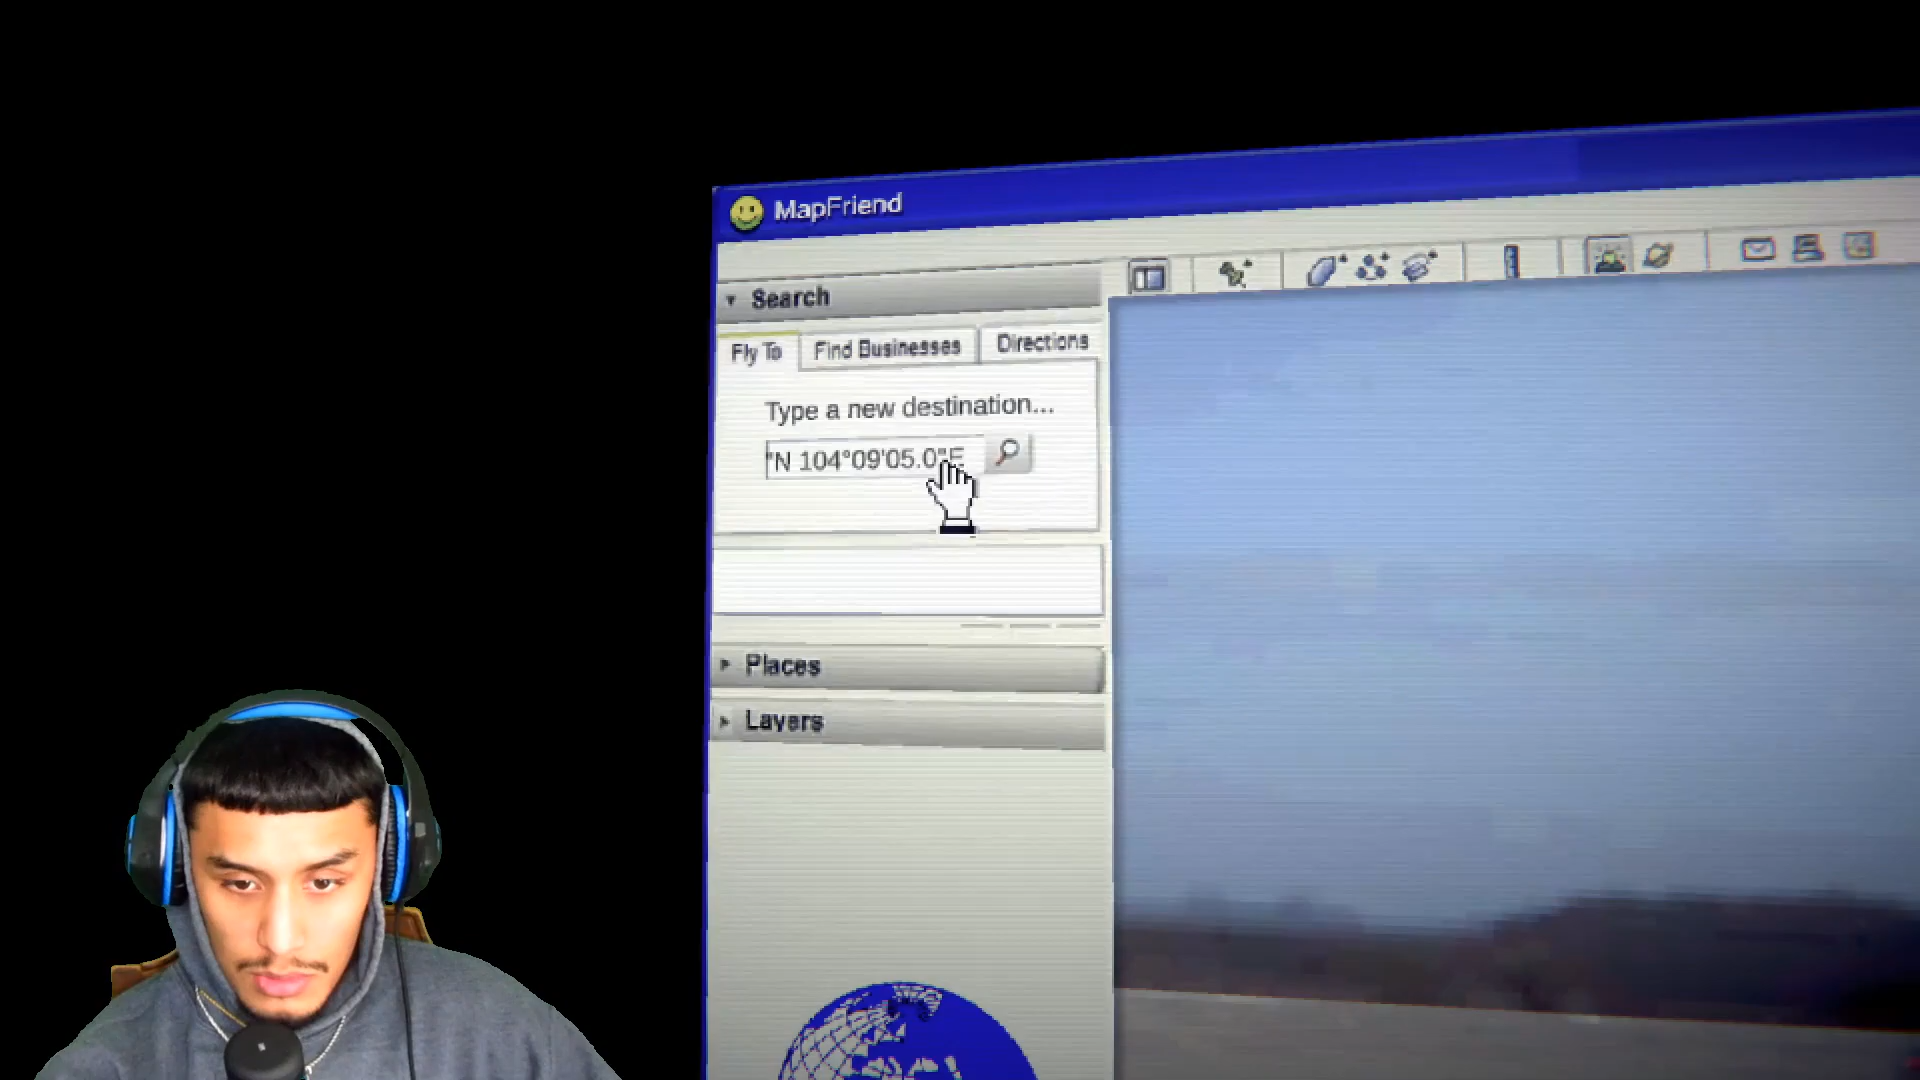 MapFriend
Search
Fly To
Find Businesses
Directions
Type a new destination...
"N 104°09'05.0"E
Places
Layers